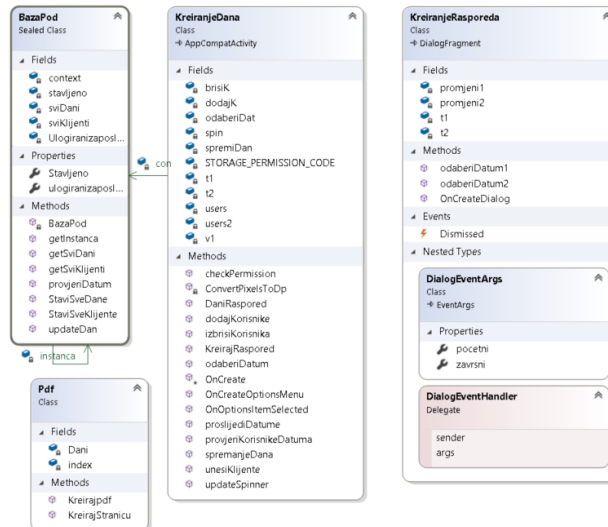 BazaPod
Sealed Class
Fields
context
stavljeno
sviDani
sviKlijenti
Ulogiranizaposl...
Properties
Stavljeno
ulogiranizaposl...
Methods
BazaPod
getInstanca
getSviDani
getSviKlijenti
provjeriDatum
StaviSveDane
StaviSveKlijente
updateDan
instanca
con
Pdf
Class
Fields
Dani
index
Methods
Kreirajpdf
KreirajStranicu
KreiranjeDana
Class
AppCompatActivity
Fields
brisiK
dodajK
odaberiDat
spin
spremiDan
STORAGE_PERMISSION_CODE
t1
t2
users
users2
v1
Methods
checkPermission
ConvertPixelsToDp
DaniRaspored
dodajKorisnike
izbrisiKorisnika
KreirajRaspored
odaberiDatum
OnCreate
OnCreateOptionsMenu
OnOptionsItemSelected
proslijediDatume
provjeriKorisnikeDatuma
spremanjeDana
unesiKlijente
updateSpinner
KreiranjeRasporeda
Class
DialogFragment
Fields
promjeni1
promjeni2
t1
t2
Methods
odaberiDatum1
odaberiDatum2
OnCreateDialog
Events
Dismissed
Nested Types
DialogEventArgs
Class
EventArgs
Properties
pocetni
zavrsni
DialogEventHandler
Delegate
sender
args